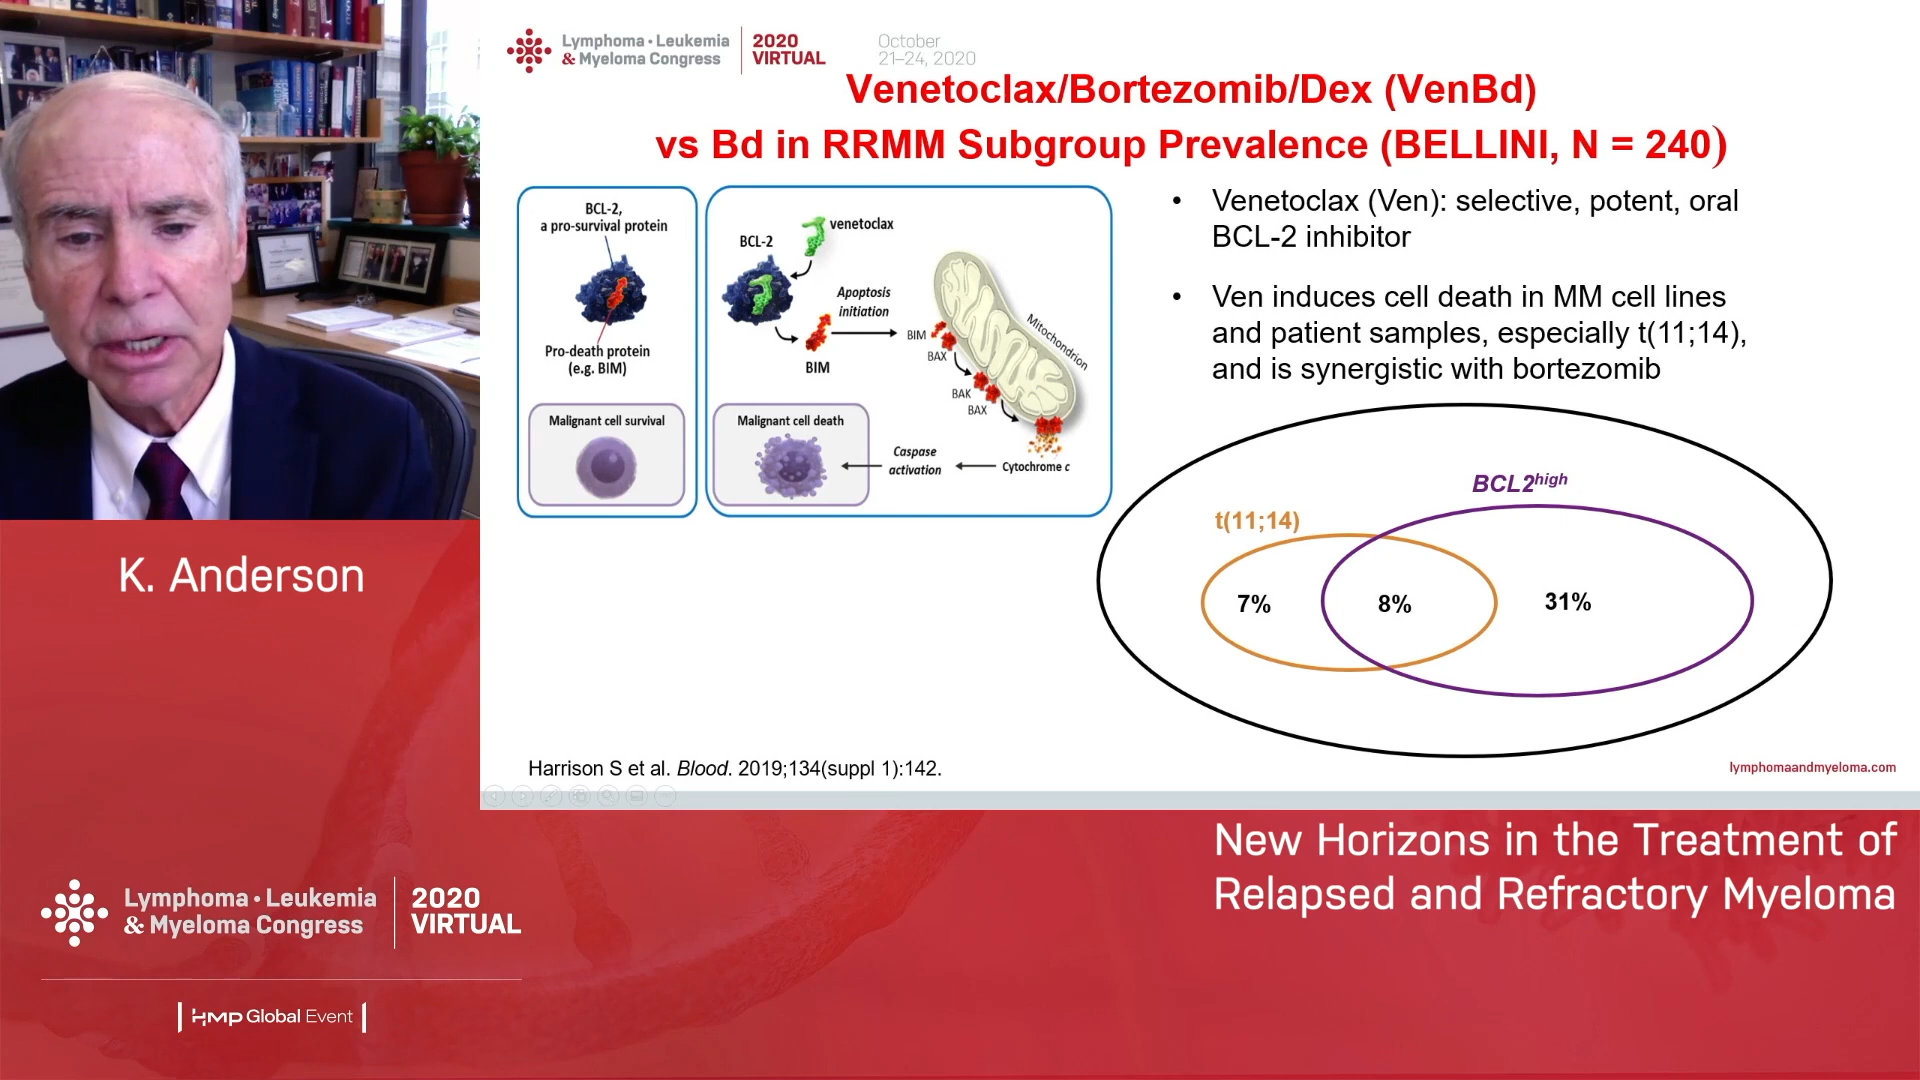 Lymphoma • Leukemia
& Myeloma Congress
2020
VIRTUAL
October
21–24, 2020
Venetoclax/Bortezomib/Dex (VenBd)
vs Bd in RRMM Subgroup Prevalence (BELLINI, N = 240)
BCL-2,
a pro-survival protein
Pro-death protein
(e.g. BIM)
Malignant cell survival
venetoclax
BCL-2
Apoptosis
initiation
BIM
BIM
BAX
BAK
BAX
Mitochondrion
Malignant cell death
Caspase
activation
Cytochrome c
• Venetoclax (Ven): selective, potent, oral
BCL-2 inhibitor
• Ven induces cell death in MM cell lines
and patient samples, especially t(11;14),
and is synergistic with bortezomib
BCL2high
t(11;14)
7%
8%
31%
Harrison S et al. Blood. 2019;134(suppl 1):142.
lymphomaandmyeloma.com
K. Anderson
New Horizons in the Treatment of
Relapsed and Refractory Myeloma
Lymphoma • Leukemia
& Myeloma Congress
2020
VIRTUAL
HMP Global Event